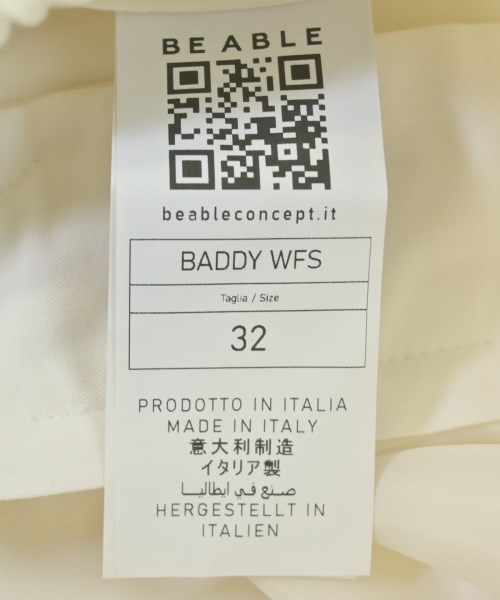 BE ABLE
beableconcept.it
BADDY WFS
Taglia / Size
32
PRODOTTO IN ITALIA
MADE IN ITALY
意大利制造
イタリア製
صنع في ايطاليا
HERGESTELLT IN
ITALIEN